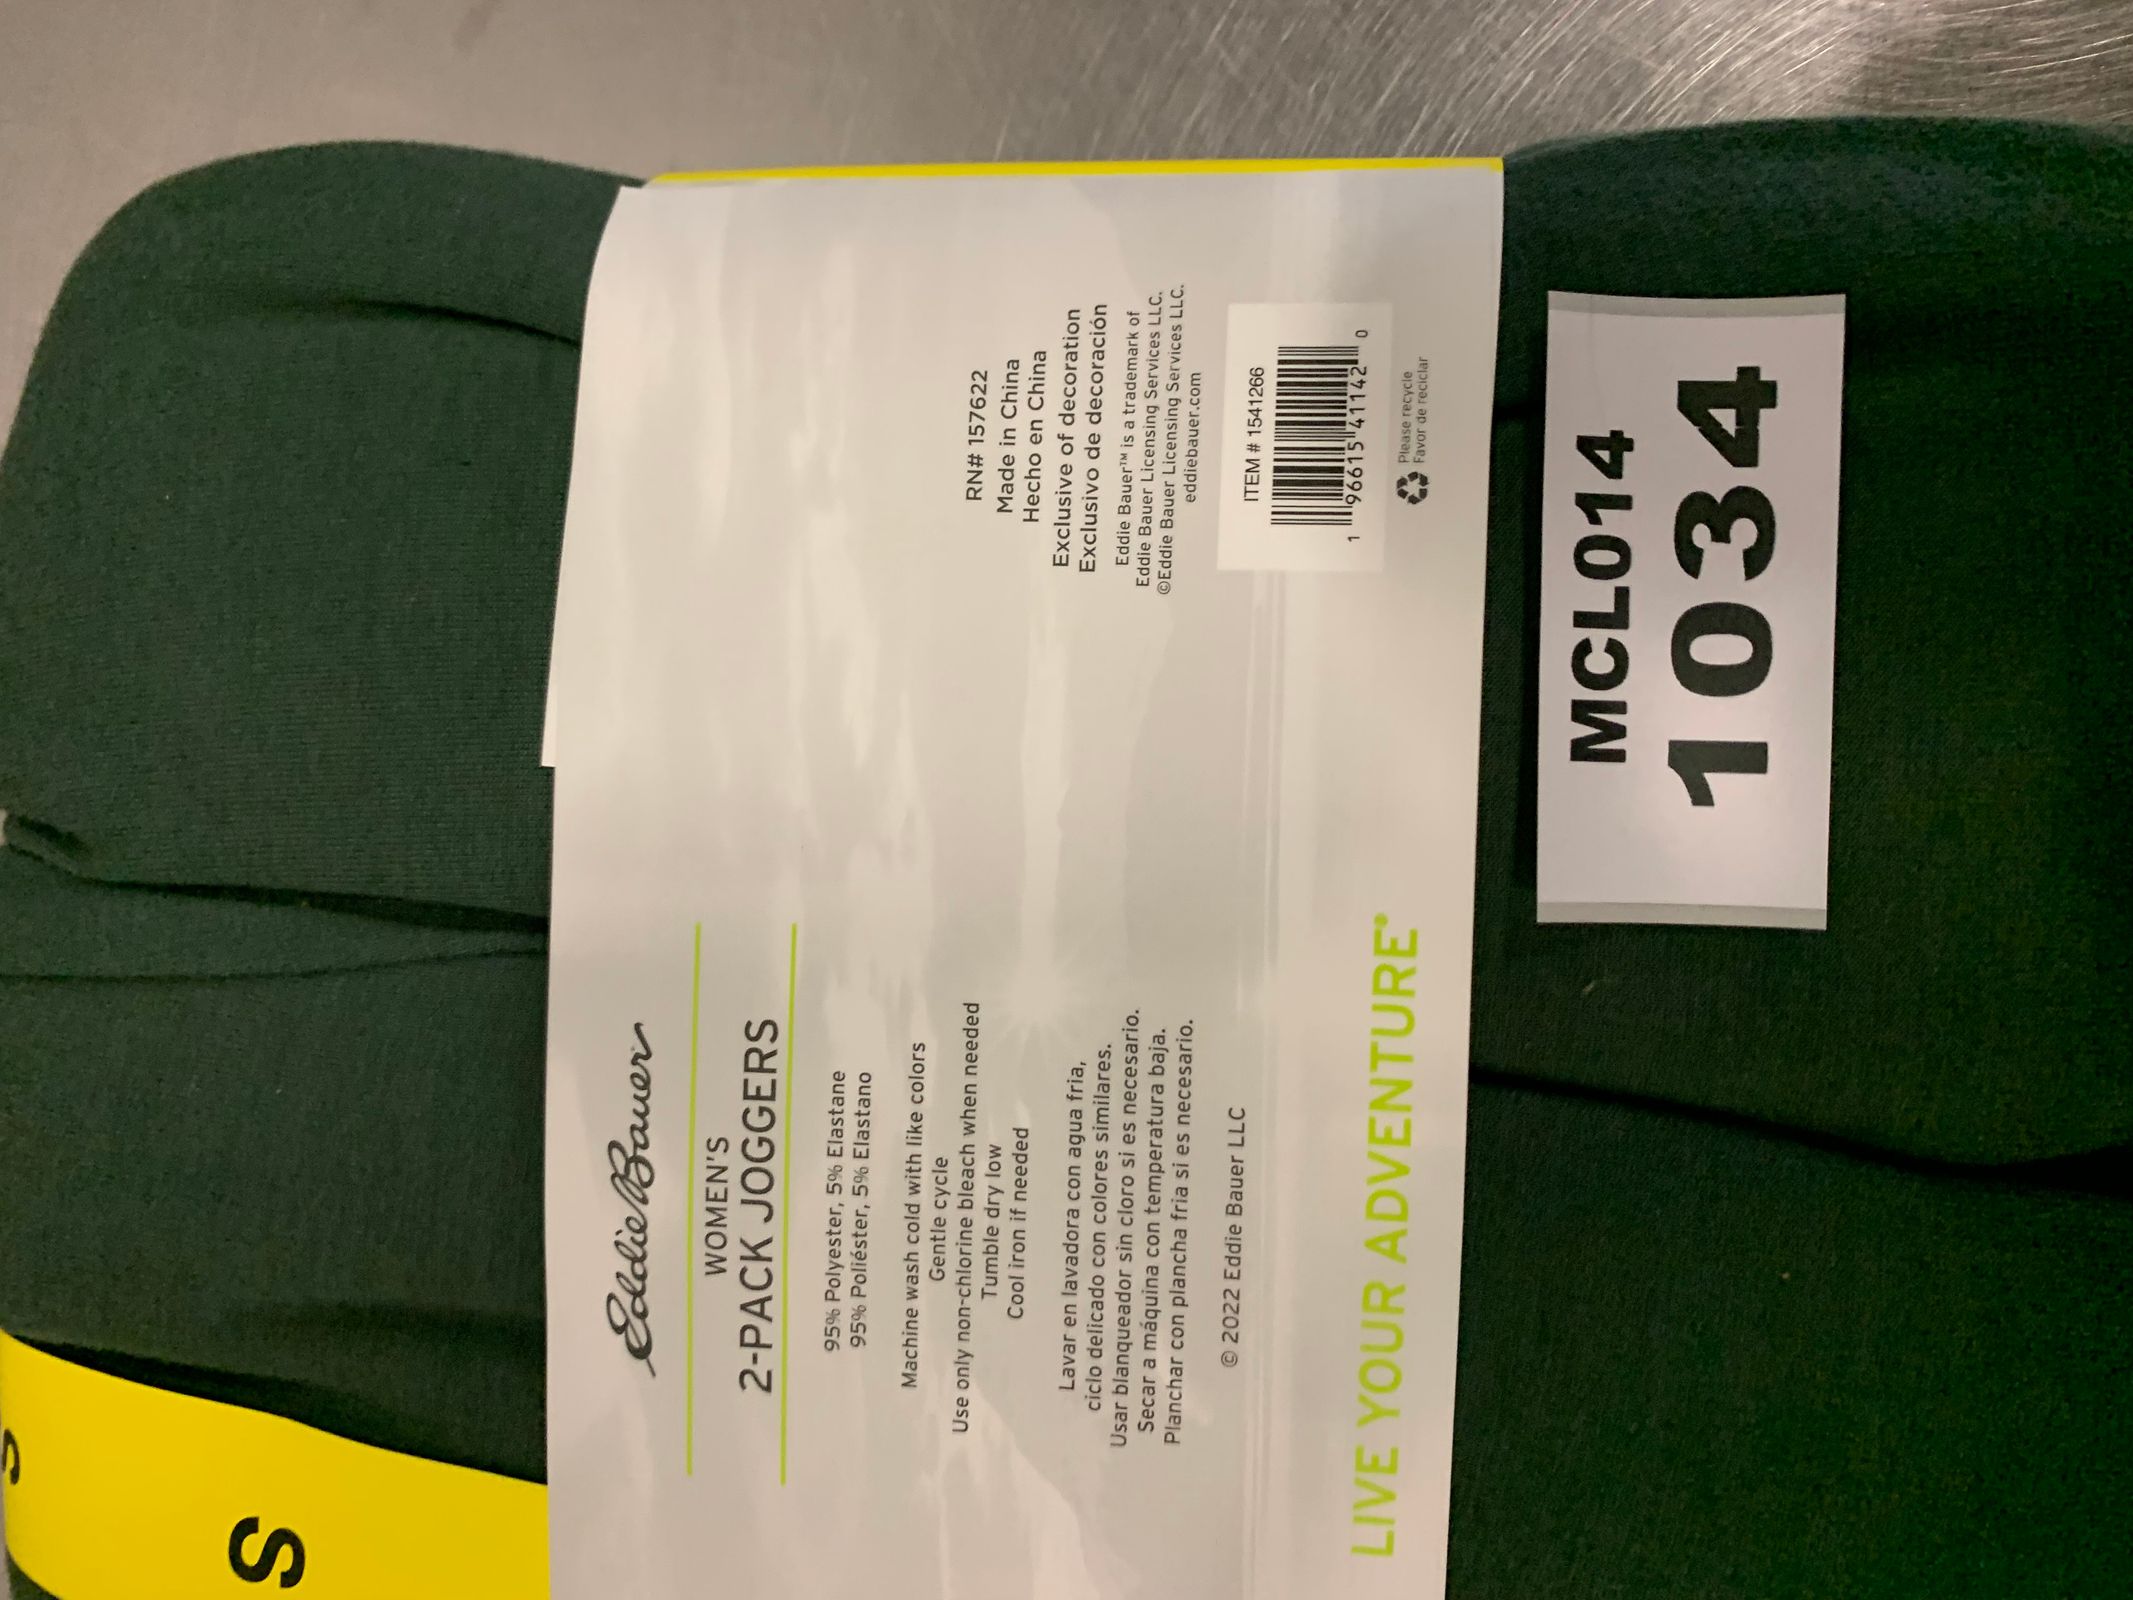 Eddie Bauer
WOMEN'S
2-PACK JOGGERS
95% Polyester, 5% Elastane
95% Poliéster, 5% Elastano
Machine wash cold with like colors
Gentle cycle
Use only non-chlorine bleach when needed
Tumble dry low
Cool iron if needed
Lavar en lavadora con agua fria,
ciclo delicado con colores similares.
Usar blanqueador sin cloro si es necesario.
Secar a máquina con temperatura baja.
Planchar con plancha fria si es necesario.
© 2022 Eddie Bauer LLC
LIVE YOUR ADVENTURE®
RN# 157622
Made in China
Hecho en China
Exclusive of decoration
Exclusivo de decoración
Eddie Bauer™ is a trademark of
Eddie Bauer Licensing Services LLC.
©Eddie Bauer Licensing Services LLC.
eddiebauer.com
ITEM # 1541266
1 96615 41142 0
Please recycle
Favor de reciclar
MCL014
1034
S
S